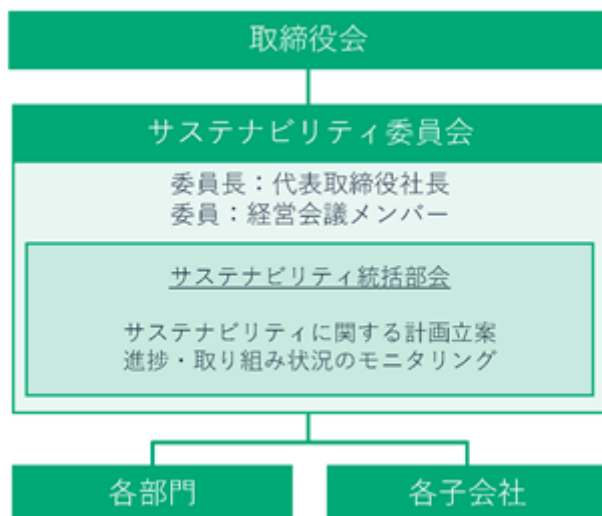 取締役会
サステナビリティ委員会
委員長：代表取締役社長
委員：経営会議メンバー
サステナビリティ統括部会
サステナビリティに関する計画立案
進捗・取り組み状況のモニタリング
各部門
各子会社